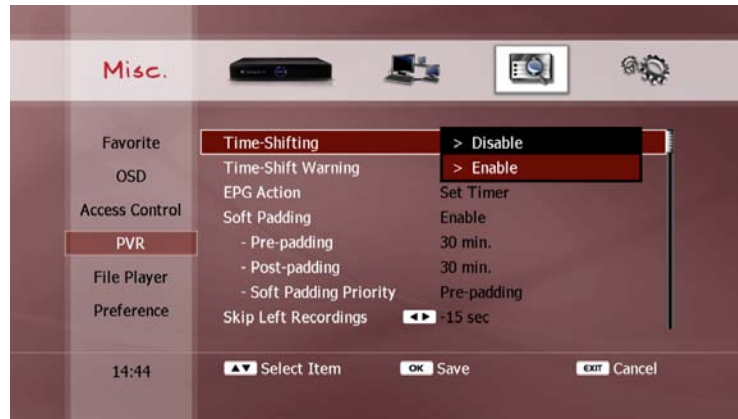 Misc.
Favorite
OSD
Access Control
PVR
File Player
Preference
14:44
Time-Shifting
> Disable
Time-Shift Warning
> Enable
EPG Action Set Timer
Soft Padding Enable
- Pre-padding 30 min.
- Post-padding 30 min.
- Soft Padding Priority Pre-padding
Skip Left Recordings ◀▶ -15 sec
▲▼ Select Item OK Save EXIT Cancel